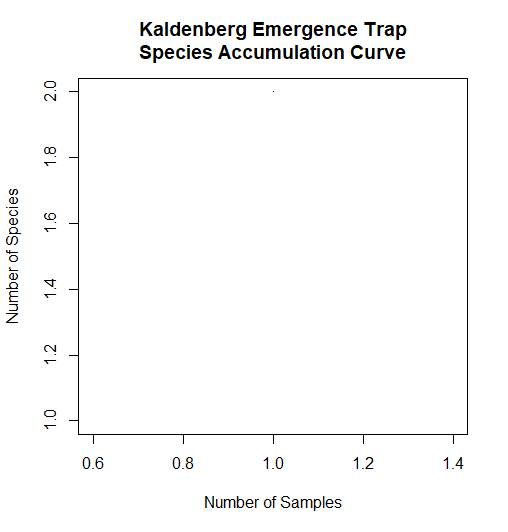 Kaldenberg Emergence Trap
Species Accumulation Curve
Number of Species
2.0
1.8
1.6
1.4
1.2
1.0
0.6 0.8 1.0 1.2 1.4
Number of Samples